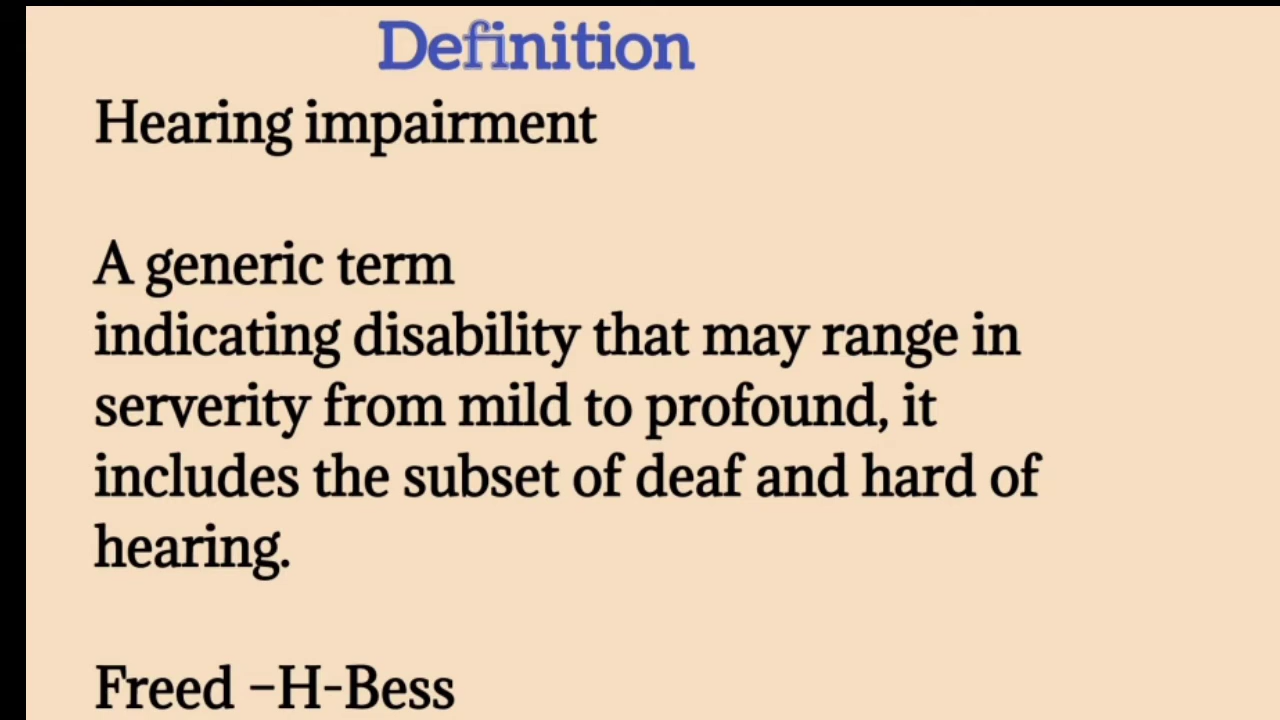 Definition
Hearing impairment
A generic term
indicating disability that may range in
serverity from mild to profound, it
includes the subset of deaf and hard of
hearing.
Freed –H-Bess